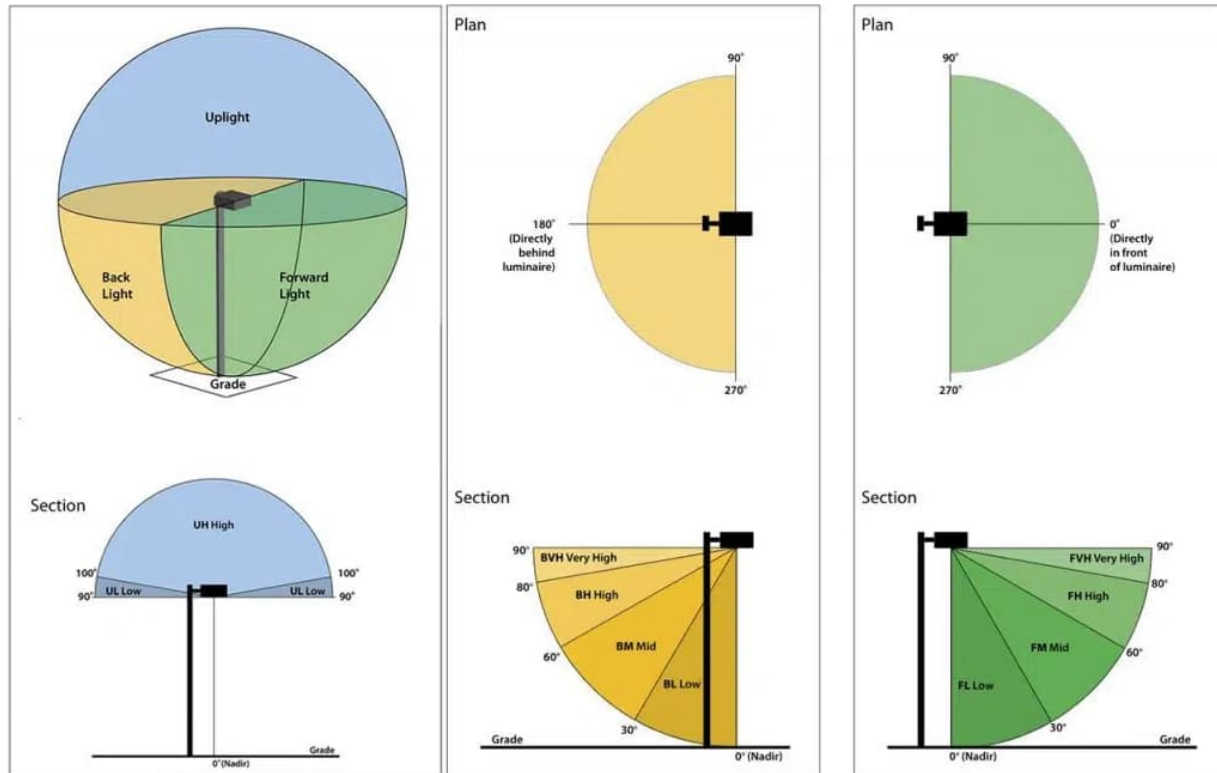 Uplight
Back
Light
Forward
Light
Grade
Section
UH High
100°
100°
UL Low
UL Low
90°
90°
Grade
0° (Nadir)
Plan
90°
180°
(Directly
behind
luminaire)
270°
Section
90°
BVH Very High
80°
BH High
60°
BM Mid
BL Low
30°
Grade
0° (Nadir)
Plan
90°
0°
(Directly
in front
of luminaire)
270°
Section
90°
FVH Very High
80°
FH High
60°
FM Mid
FL Low
30°
Grade
0° (Nadir)